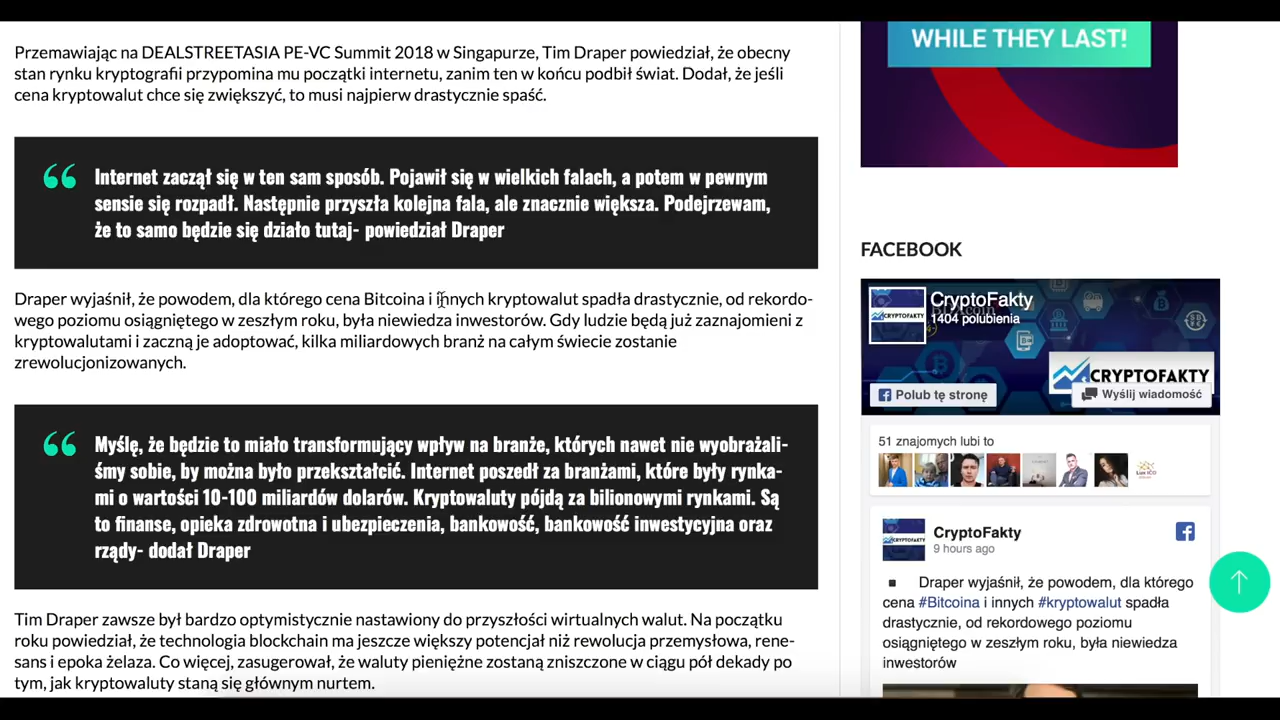 Przemawiając na DEALSTREETASIA PE-VC Summit 2018 w Singapurze, Tim Draper powiedział, że obecny
stan rynku kryptografii przypomina mu początki internetu, zanim ten w końcu podbił świat. Dodał, że jeśli
cena kryptowalut chce się zwiększyć, to musi najpierw drastycznie spaść.
“ Internet zaczął się w ten sam sposób. Pojawił się w wielkich falach, a potem w pewnym
sensie się rozpadł. Następnie przyszła kolejna fala, ale znacznie większa. Podejrzewam,
że to samo będzie się działo tutaj- powiedział Draper
Draper wyjaśnił, że powodem, dla którego cena Bitcoina i innych kryptowalut spadła drastycznie, od rekordo-
wego poziomu osiągniętego w zeszłym roku, była niewiedza inwestorów. Gdy ludzie będą już zaznajomieni z
kryptowalutami i zaczną je adoptować, kilka miliardowych branż na całym świecie zostanie
zrewolucjonizowanych.
“ Myślę, że będzie to miało transformujący wpływ na branże, których nawet nie wyobrażali-
śmy sobie, by można było przekształcić. Internet poszedł za branżami, które były rynka-
mi o wartości 10-100 miliardów dolarów. Kryptowaluty pójdą za bilionowymi rynkami. Są
to finanse, opieka zdrowotna i ubezpieczenia, bankowość, bankowość inwestycyjna oraz
rządy- dodał Draper
Tim Draper zawsze był bardzo optymistycznie nastawiony do przyszłości wirtualnych walut. Na początku
roku powiedział, że technologia blockchain ma jeszcze większy potencjał niż rewolucja przemysłowa, rene-
sans i epoka żelaza. Co więcej, zasugerował, że waluty pieniężne zostaną zniszczone w ciągu pół dekady po
tym, jak kryptowaluty staną się głównym nurtem.
WHILE THEY LAST!
FACEBOOK
CryptoFakty
1404 polubienia
CRYPTOFAKTY
CRYPTOFAKTY
Polub tę stronę
Wyślij wiadomość
51 znajomych lubi to
CryptoFakty
9 hours ago
CRYPTOFAKTY
Draper wyjaśnił, że powodem, dla którego
cena #Bitcoina i innych #kryptowalut spadła
drastycznie, od rekordowego poziomu
osiągniętego w zeszłym roku, była niewiedza
inwestorów